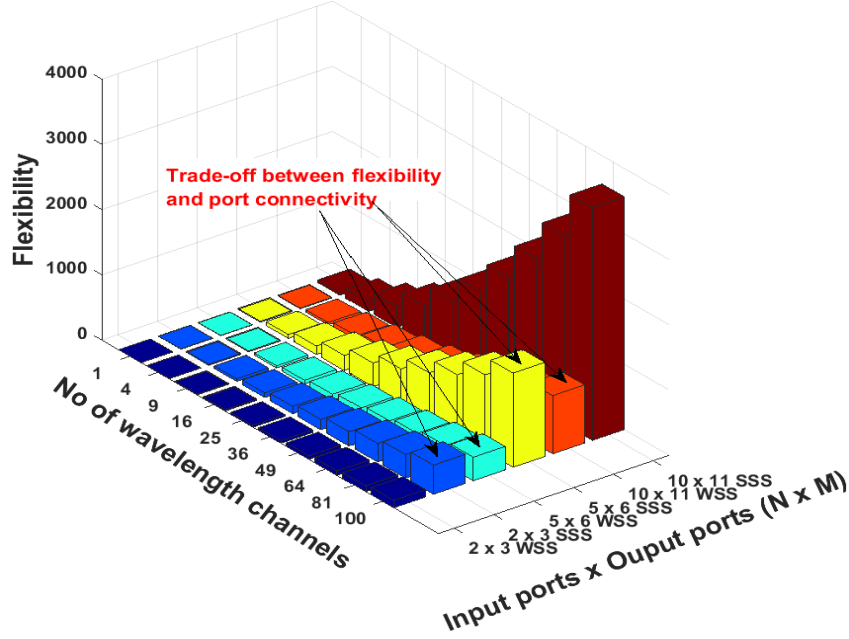 4000
3000
2000
1000
0
Flexibility
Trade-off between flexibility
and port connectivity
1
4
9
16
25
36
49
64
81
100
No of wavelength channels
10 x 11 SSS
10 x 11 WSS
5 x 6 SSS
5 x 6 WSS
2 x 3 SSS
2 x 3 WSS
Input ports x Ouput ports (N x M)